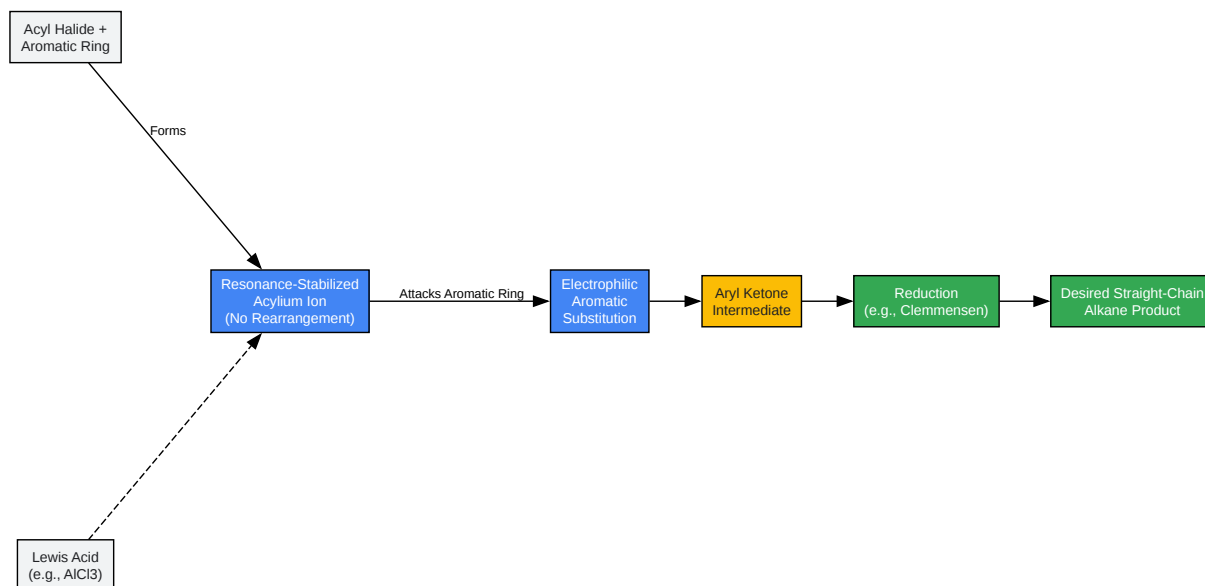 Acyl Halide +
Aromatic Ring
Forms
Resonance-Stabilized
Acylium Ion
(No Rearrangement)
Attacks Aromatic Ring
Electrophilic
Aromatic
Substitution
Aryl Ketone
Intermediate
Reduction
(e.g., Clemmensen)
Desired Straight-Chain
Alkane Product
Lewis Acid
(e.g., AlCl3)